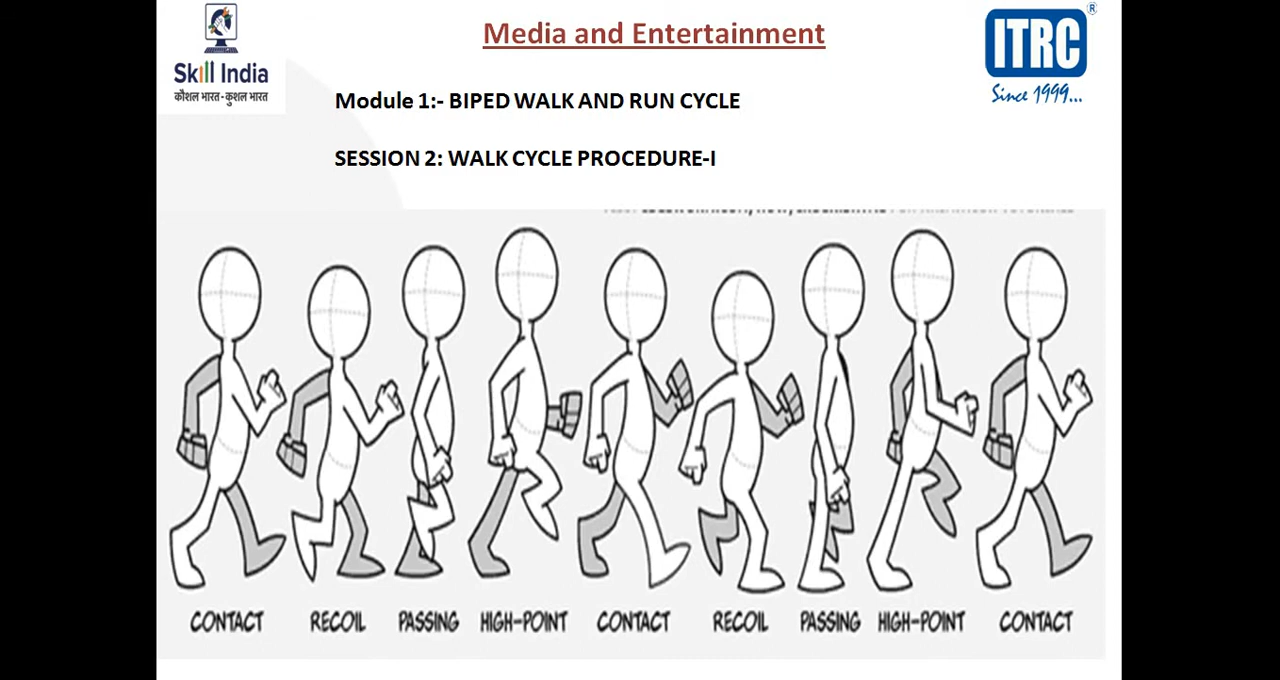 Media and Entertainment
Skill India
कौशल भारत-कुशल भारत
ITRC
®
Since 1999...
Module 1:- BIPED WALK AND RUN CYCLE
SESSION 2: WALK CYCLE PROCEDURE-I
CONTACT RECOIL PASSING HIGH-POINT CONTACT RECOIL PASSING HIGH-POINT CONTACT